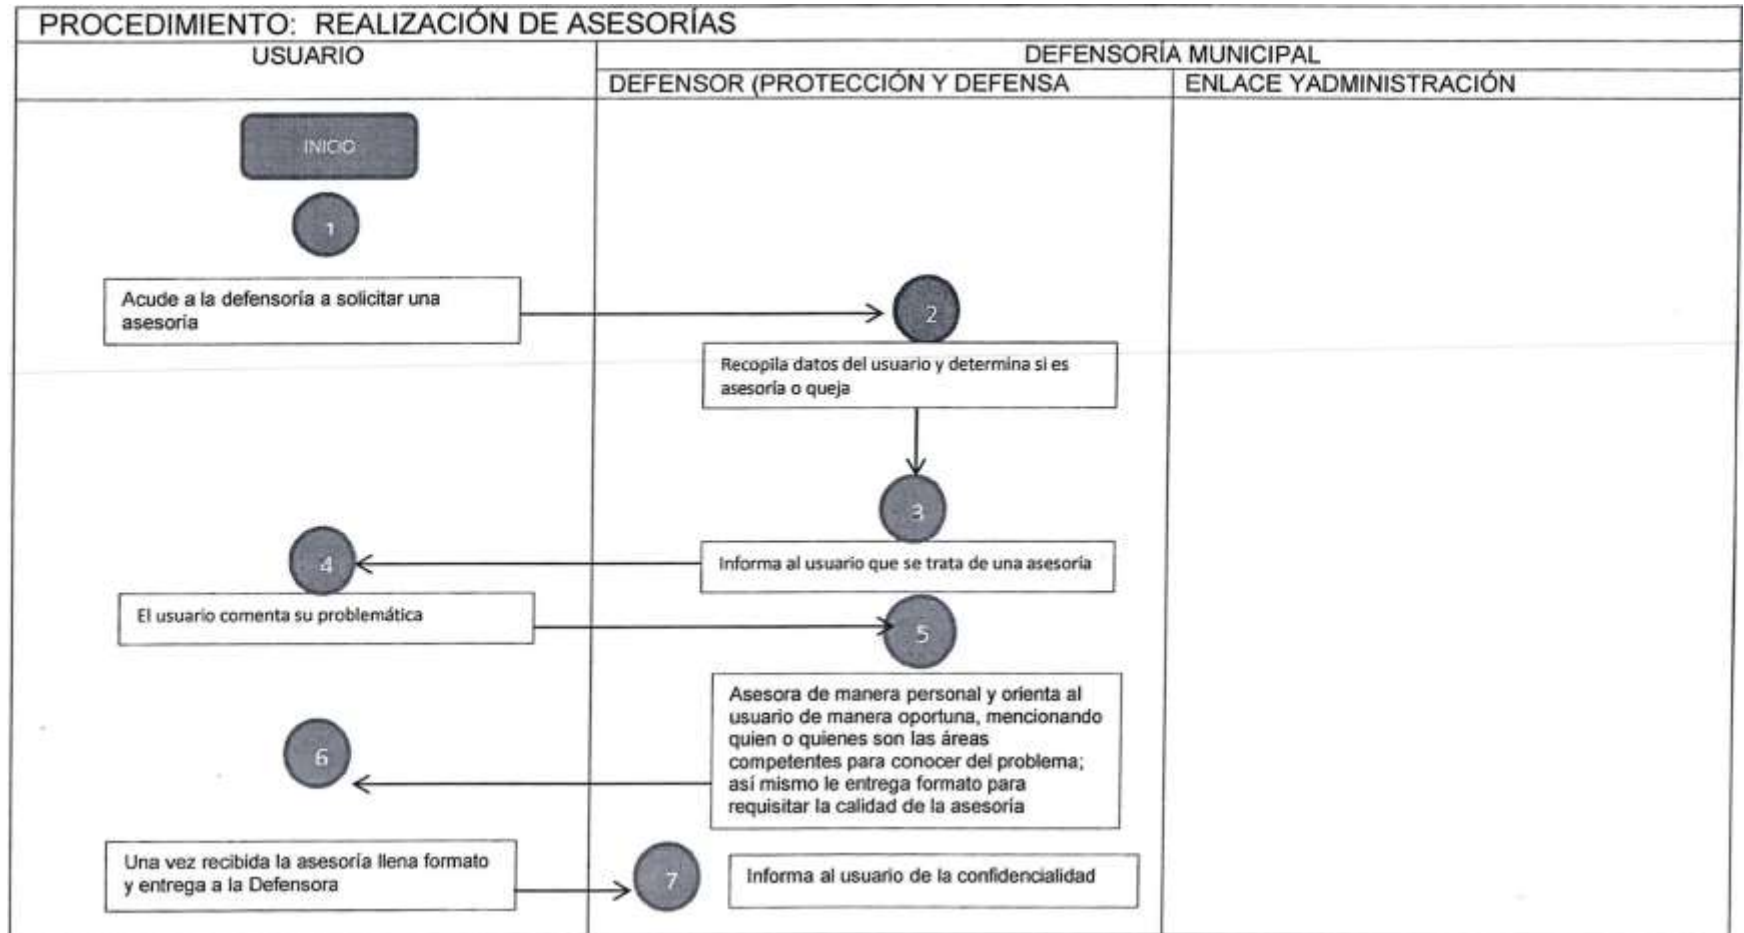 PROCEDIMIENTO: REALIZACIÓN DE ASESORÍAS
USUARIO
DEFENSORÍA MUNICIPAL
DEFENSOR (PROTECCIÓN Y DEFENSA
ENLACE YADMINISTRACIÓN
INICIO
1
Acude a la defensoría a solicitar una
asesoría
2
Recopila datos del usuario y determina si es
asesoría o queja
3
Informa al usuario que se trata de una asesoría
4
El usuario comenta su problemática
5
Asesora de manera personal y orienta al
usuario de manera oportuna, mencionando
quien o quienes son las áreas
competentes para conocer del problema;
así mismo le entrega formato para
requisitar la calidad de la asesoría
6
Una vez recibida la asesoría llena formato
y entrega a la Defensora
7
Informa al usuario de la confidencialidad